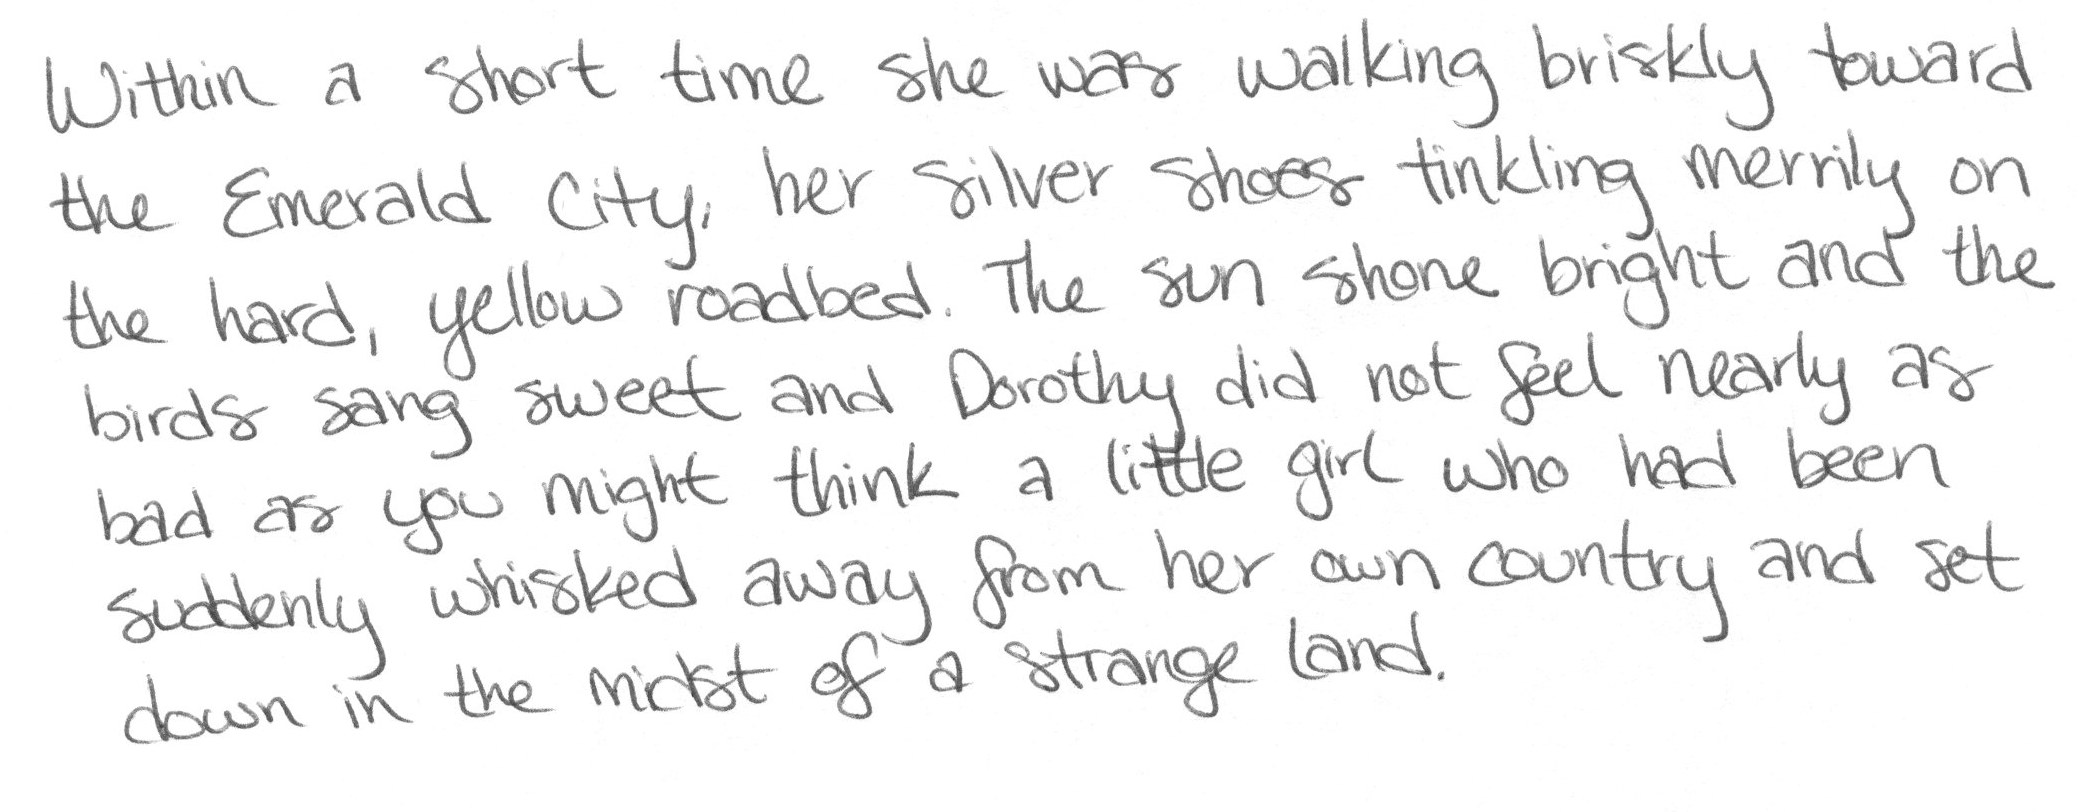 Within a short time she was walking briskly toward
the Emerald City, her silver shoes tinkling merrily on
the hard, yellow roadbed. The sun shone bright and the
birds sang sweet and Dorothy did not feel nearly as
bad as you might think a little girl who had been
suddenly whisked away from her own country and set
down in the midst of a strange land.